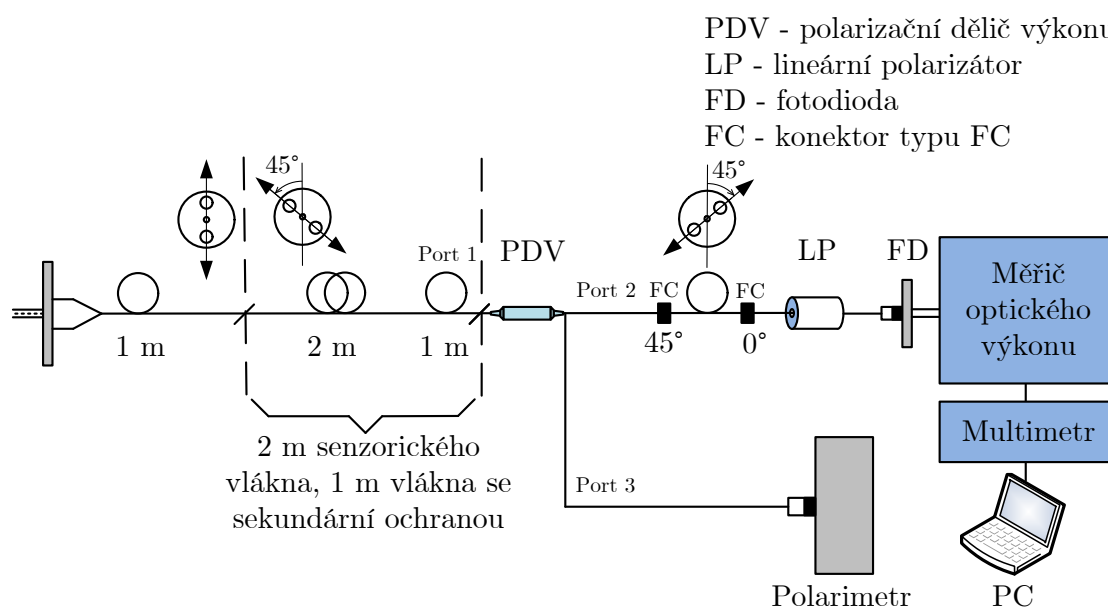 PDV - polarizační dělič výkonu
LP - lineární polarizátor
FD - fotodioda
FC - konektor typu FC
45°
45°
Port 1
PDV
Port 2
FC
FC
LP
FD
Měřič
optického
výkonu
1 m
2 m
1 m
45°
0°
2 m senzorického
vlákna, 1 m vlákna se
sekundární ochranou
Multimetr
Port 3
Polarimetr
PC